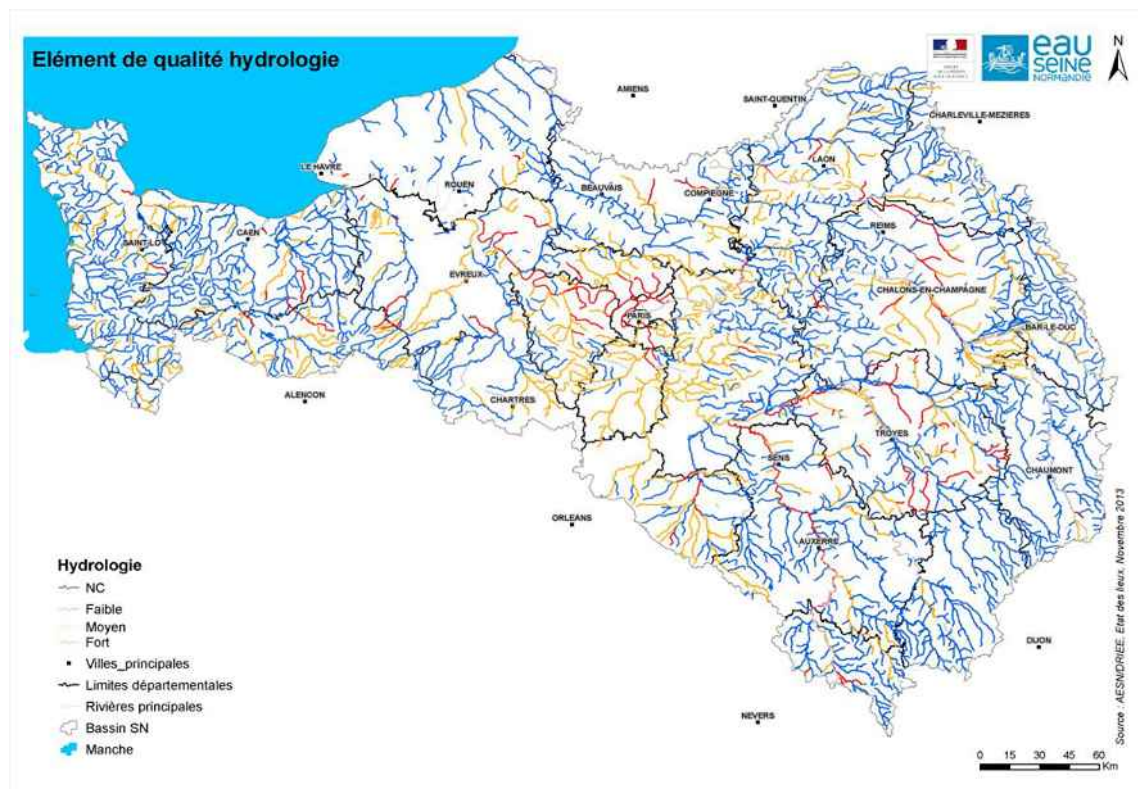 Elément de qualité hydrologie
eau
SEINE
NORMANDIE
N
AMIENS
SAINT-QUENTIN
CHARLEVILLE-MEZIERES
LAON
LE HAVRE
ROUEN
BEAUVAIS
COMPIEGNE
REIMS
CAEN
SAINT-LO
EVREUX
CHALONS-EN-CHAMPAGNE
PARIS
BAR-LE-DUC
ALENCON
CHARTRES
TROYES
SENS
CHAUMONT
ORLEANS
AUXERRE
DIJON
NEVERS
Hydrologie
NC
Faible
Moyen
Fort
Villes_principales
Limites départementales
Rivières principales
Bassin SN
Manche
0 15 30 45 60
Km
Source : AESN/DRIEE, Etat des lieux, Novembre 2013